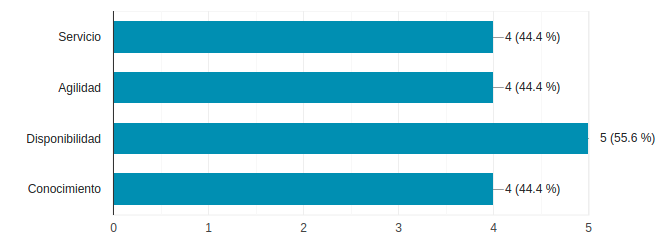 Servicio 4 (44.4 %)
Agilidad 4 (44.4 %)
Disponibilidad 5 (55.6 %)
Conocimiento 4 (44.4 %)
0 1 2 3 4 5